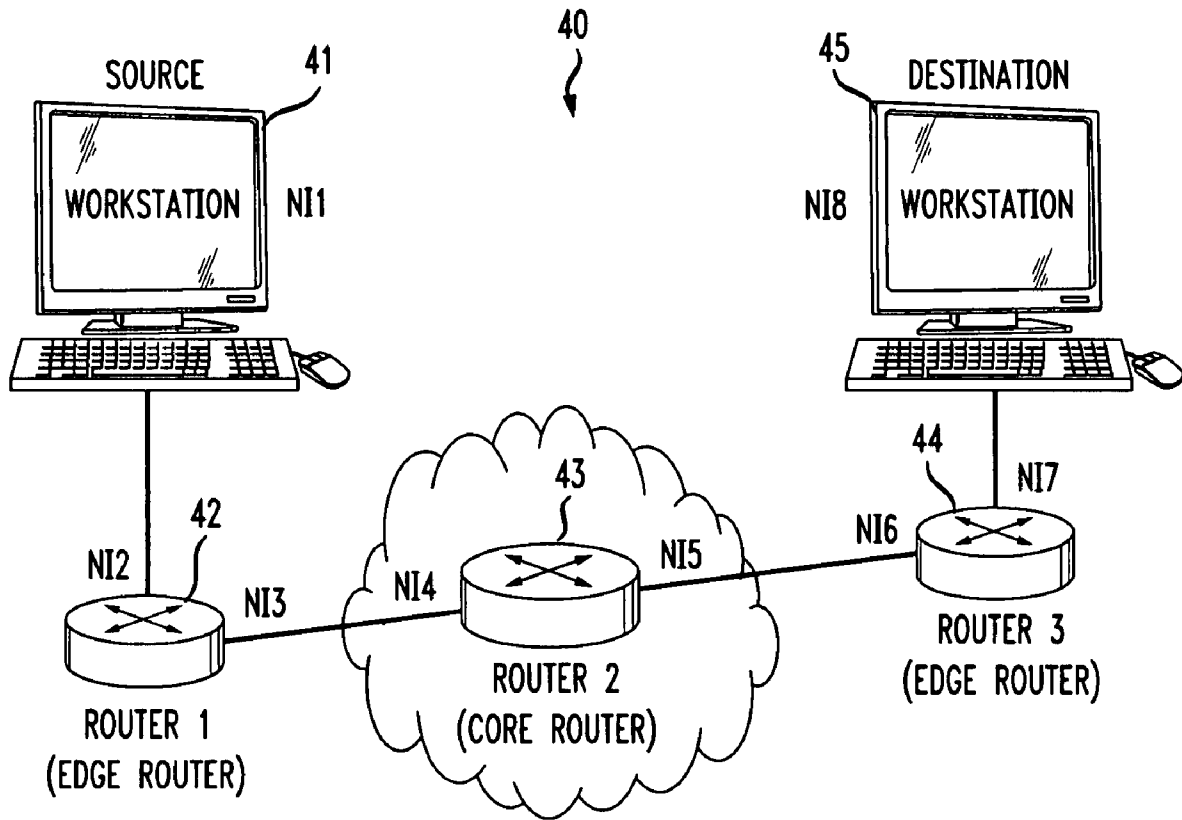 40
SOURCE
41
45
DESTINATION
WORKSTATION
NI1
NI8
WORKSTATION
42
43
44
NI7
NI2
NI3
NI4
NI5
NI6
ROUTER 1
(EDGE ROUTER)
ROUTER 2
(CORE ROUTER)
ROUTER 3
(EDGE ROUTER)